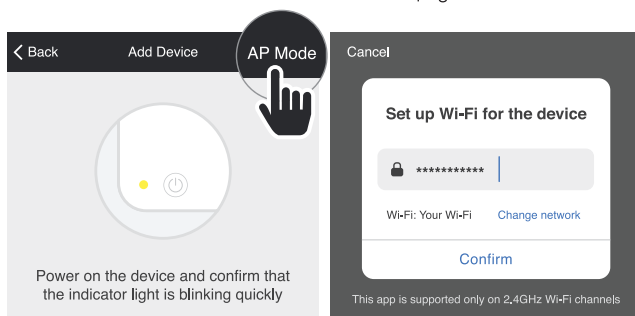 Back
Add Device
AP Mode
Power on the device and confirm that
the indicator light is blinking quickly
Cancel
Set up Wi-Fi for the device
***********
Wi-Fi: Your Wi-Fi
Change network
Confirm
This app is supported only on 2.4GHz Wi-Fi channels